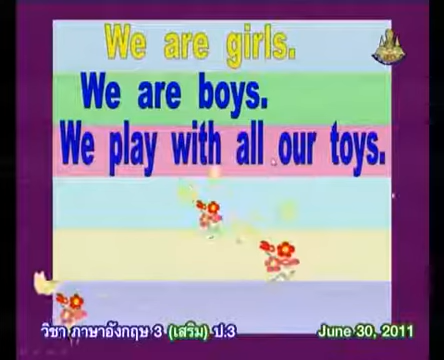 We are girls.
We are boys.
We play with all our toys.
วิชา ภาษาอังกฤษ 3 (เสริม) ป.3
June 30, 2011